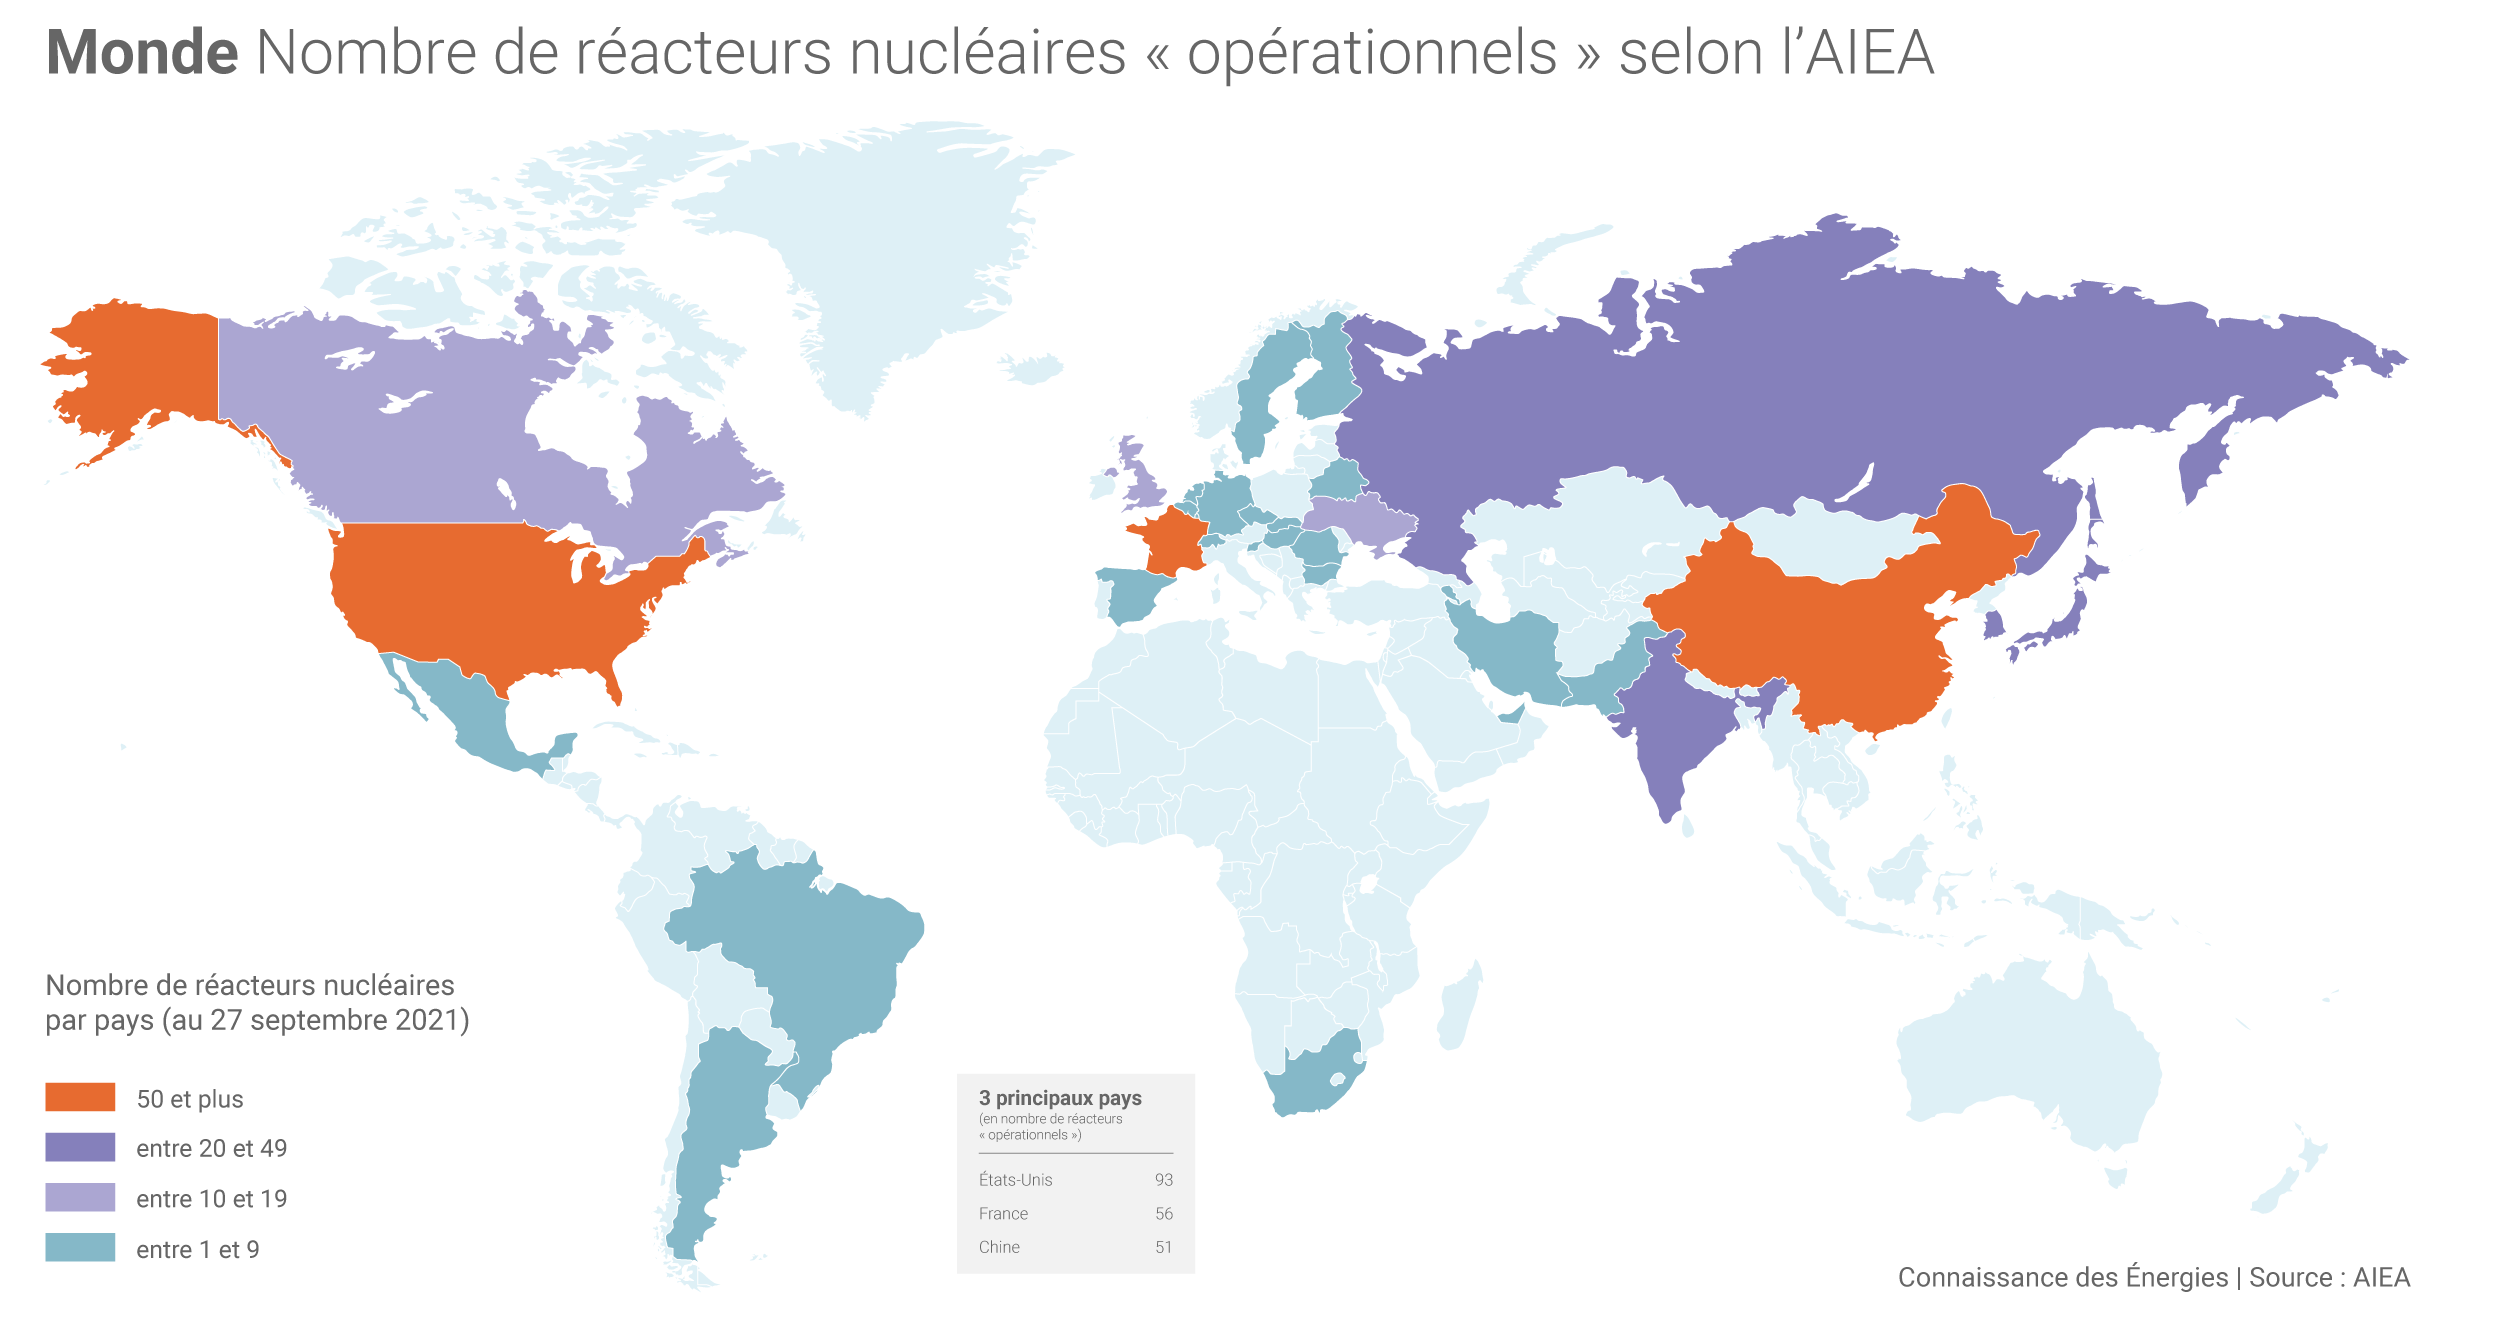 Monde Nombre de réacteurs nucléaires « opérationnels » selon l’AIEA
Nombre de réacteurs nucléaires
par pays (au 27 septembre 2021)
50 et plus
entre 20 et 49
entre 10 et 19
entre 1 et 9
3 principaux pays
(en nombre de réacteurs
« opérationnels »)
États-Unis 93
France 56
Chine 51
Connaissance des Énergies | Source : AIEA